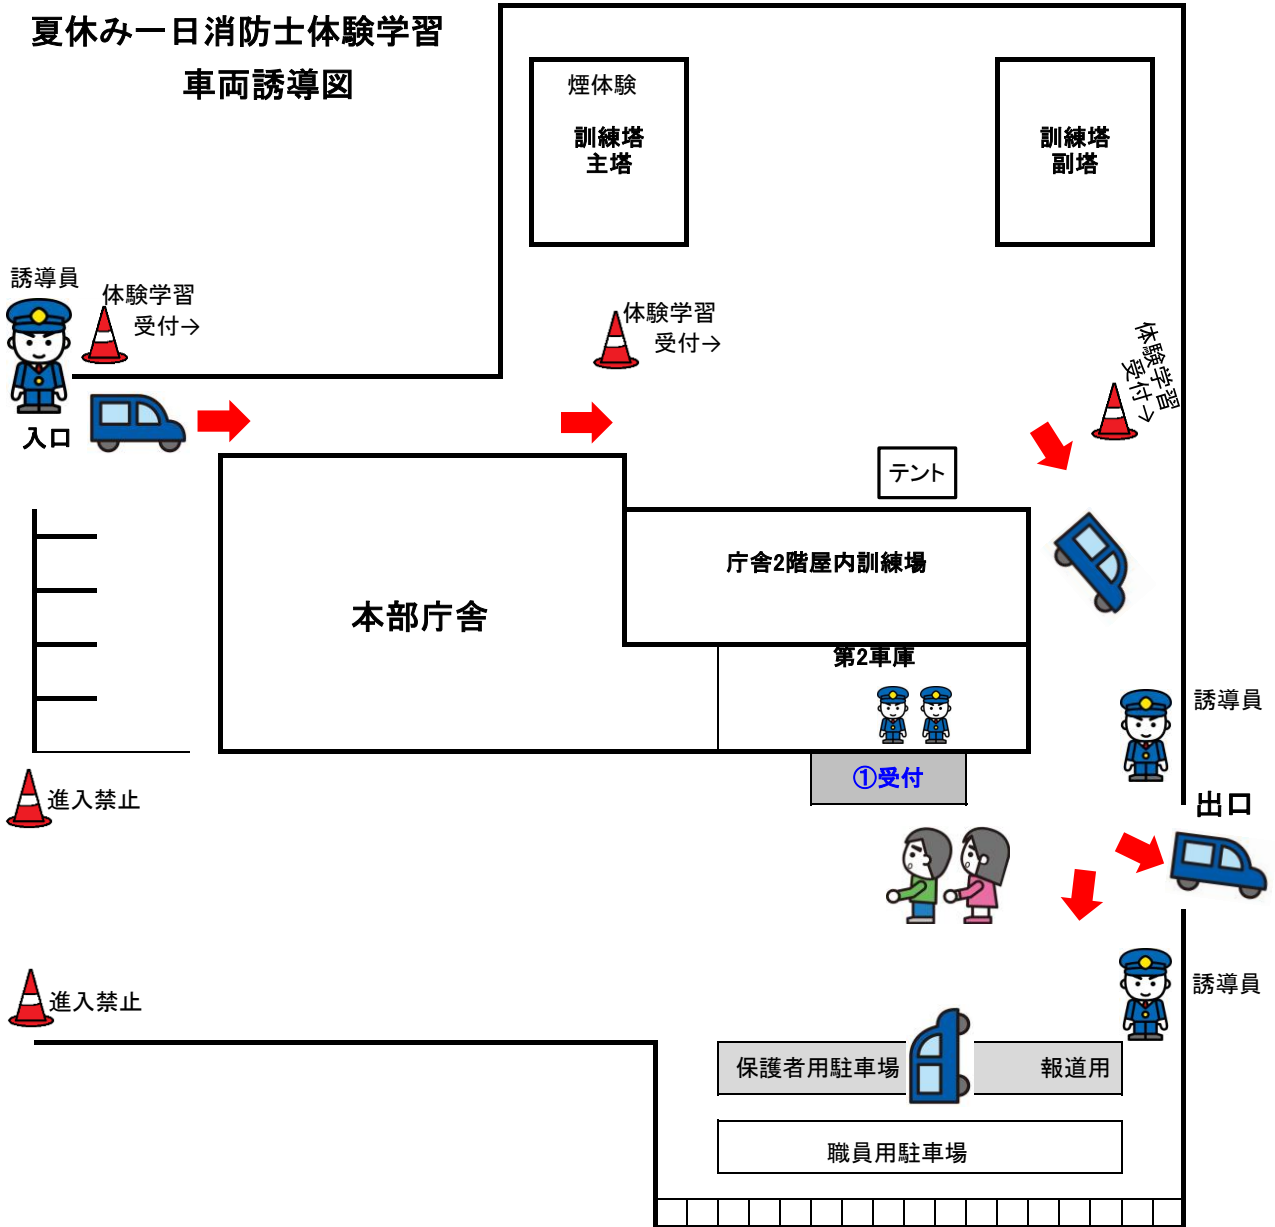 夏休み一日消防士体験学習
車両誘導図
煙体験
訓練塔
主塔
訓練塔
副塔
誘導員
体験学習
受付→
体験学習
受付→
体験学習
受付→
入口
テント
庁舎2階屋内訓練場
本部庁舎
第2車庫
誘導員
①受付
進入禁止
出口
誘導員
進入禁止
保護者用駐車場
報道用
職員用駐車場